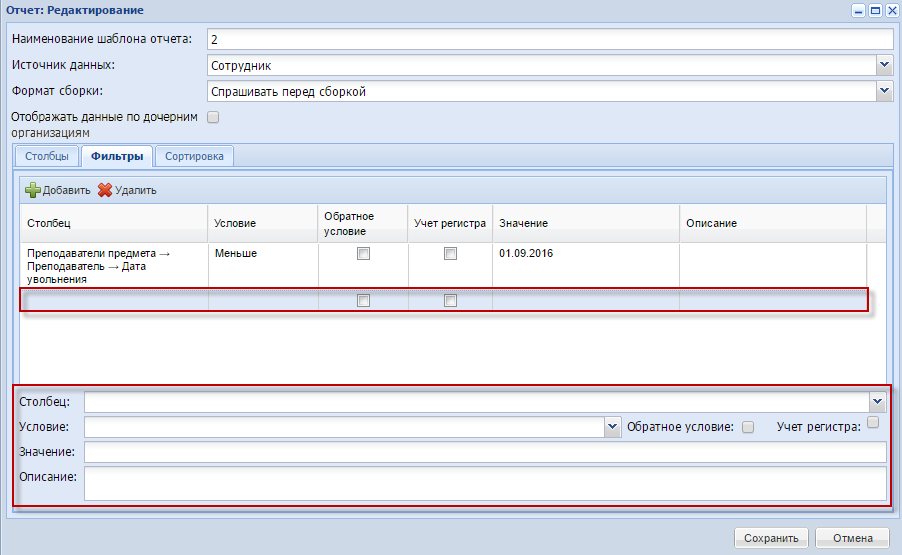 Отчет: Редактирование
Наименование шаблона отчета: 2
Источник данных: Сотрудник
Формат сборки: Спрашивать перед сборкой
Отображать данные по дочерним
организациям
Столбцы Фильтры Сортировка
Добавить Удалить
Столбец Условие Обратное условие Учет регистра Значение Описание
Преподаватели предмета → Меньше 01.09.2016
Преподаватель → Дата
увольнения
Столбец:
Условие: Обратное условие: Учет регистра:
Значение:
Описание:
Сохранить Отмена